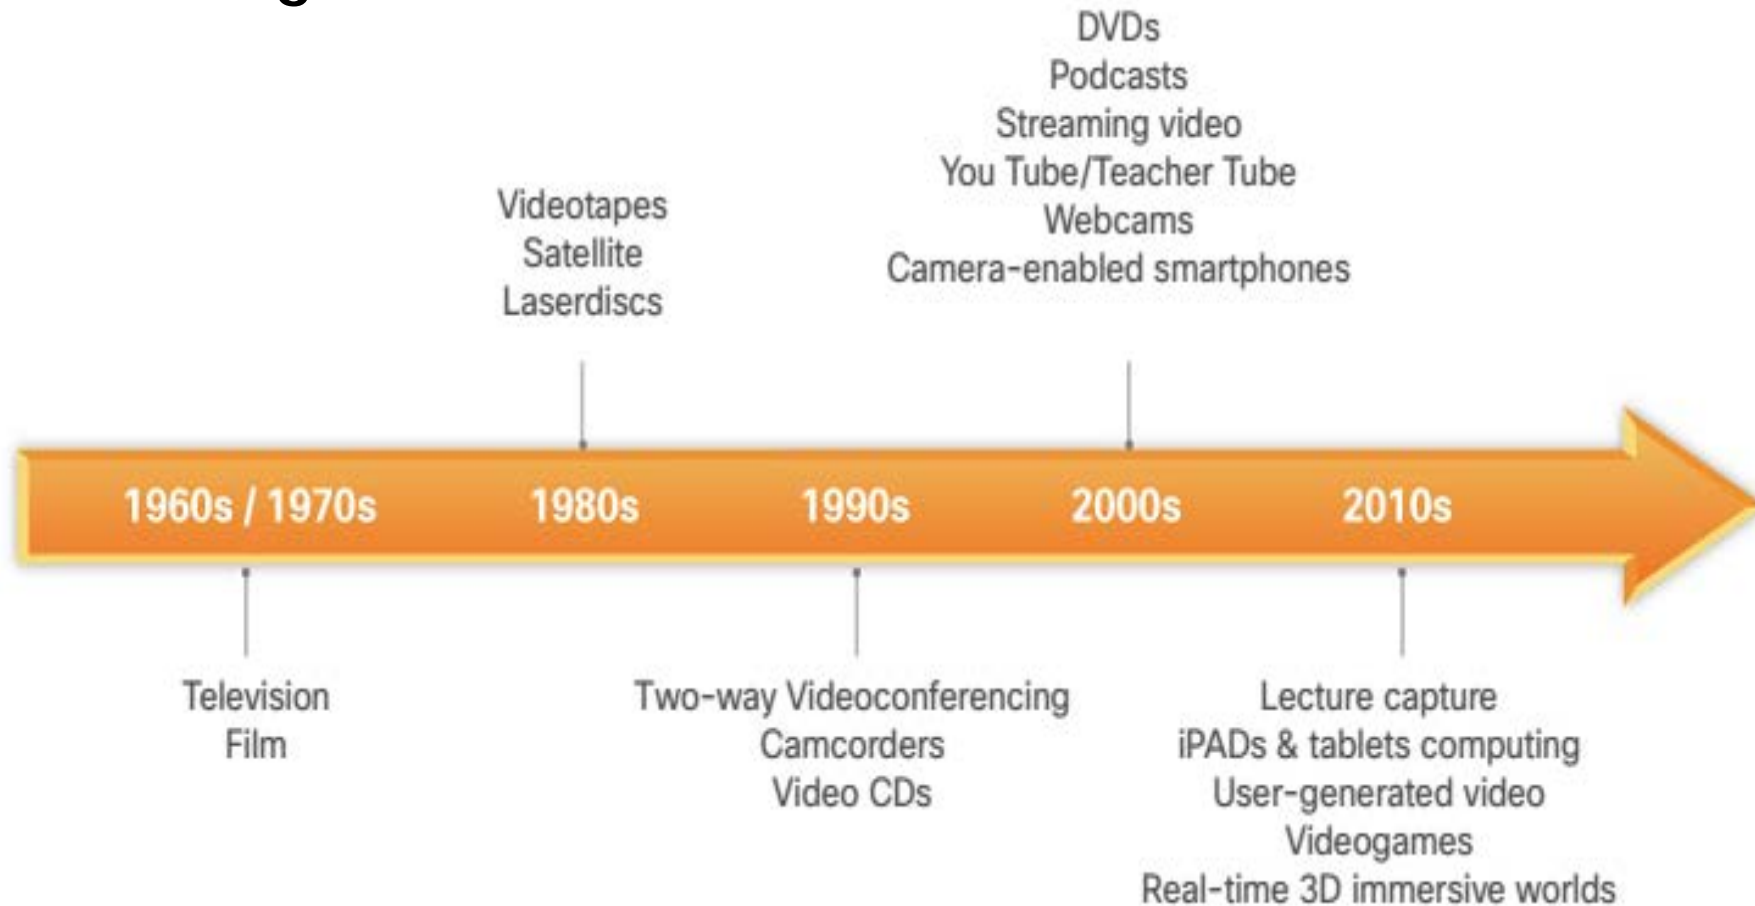 DVDs
Podcasts
Streaming video
You Tube/Teacher Tube
Webcams
Camera-enabled smartphones
Videotapes
Satellite
Laserdiscs
1960s / 1970s
1980s
1990s
2000s
2010s
Television
Film
Two-way Videoconferencing
Camcorders
Video CDs
Lecture capture
iPADs & tablets computing
User-generated video
Videogames
Real-time 3D immersive worlds